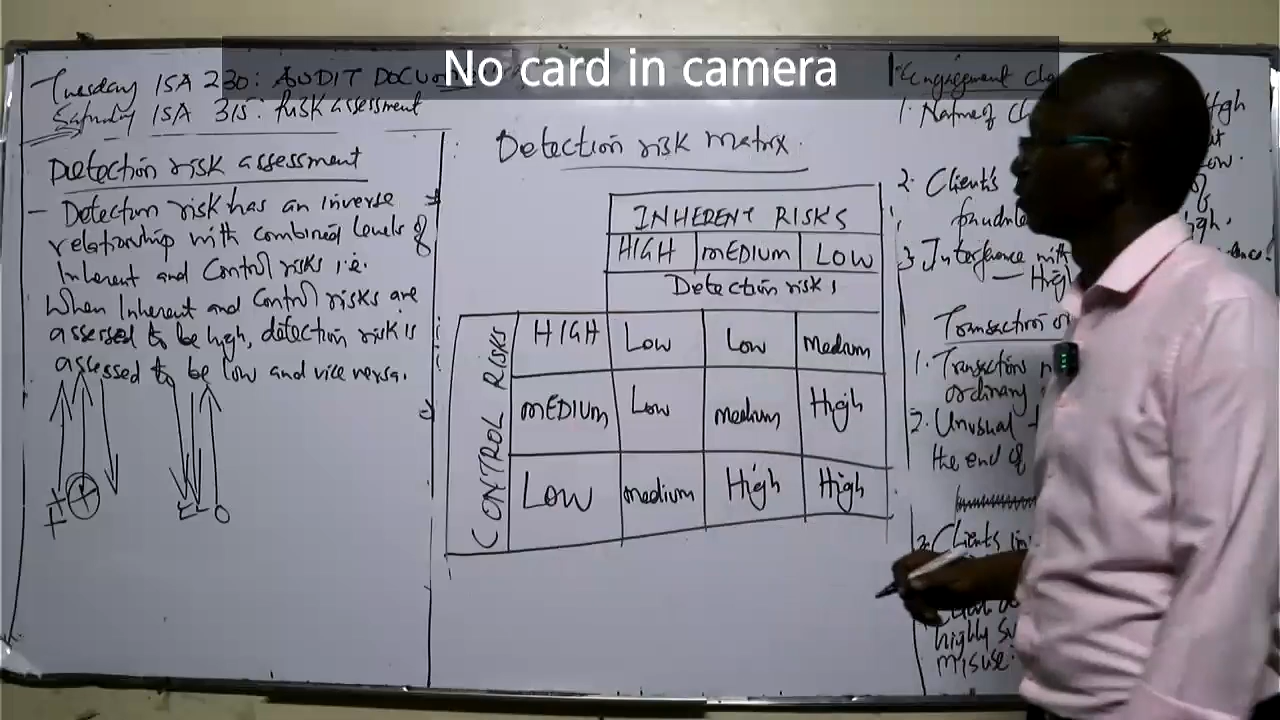 No card in camera
Tuesday ISA 230: AUDIT DOCU
Saturday ISA 315: Risk assessment
Detection risk assessment
- Detection risk has an inverse
relationship with combined levels of
Inherent and Control risks i.e.
When Inherent and Control risks are
assessed to be high, detection risk is
assessed to be low and vice versa.
Detection risk matrix.
INHERENT RISKS
HIGH MEDIUM LOW
Detection risks
CONTROL RISKS
HIGH Low Low Medium
MEDIUM Low medium High
Low medium High High
Engagement
1. Nature of
High
Low.
2. Client's
of
3. Interference with
High
Transaction
1. Transactions
ordinary
2. Unusual
the end of
3. Clients
highly
misuse.